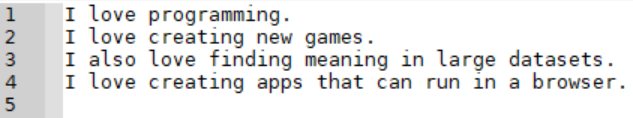 1 I love programming.
2 I love creating new games.
3 I also love finding meaning in large datasets.
4 I love creating apps that can run in a browser.
5